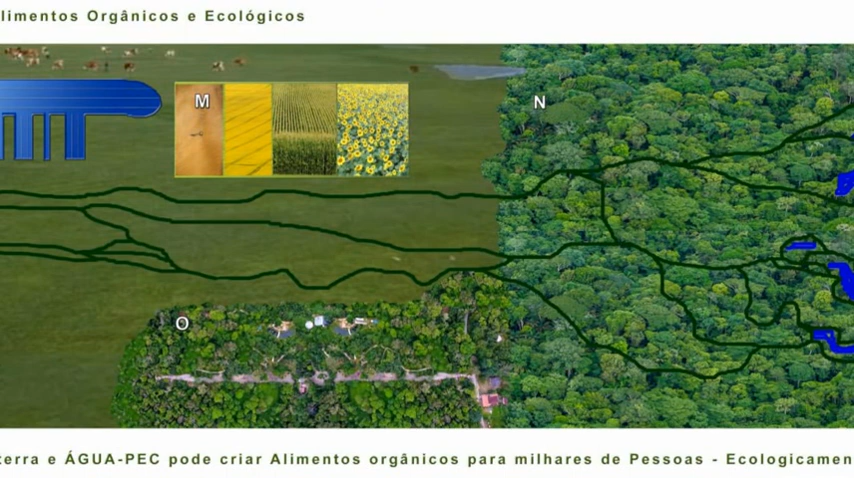 limentos Orgânicos e Ecológicos
M
N
O
terra e ÁGUA-PEC pode criar Alimentos orgânicos para milhares de Pessoas - Ecologicamen